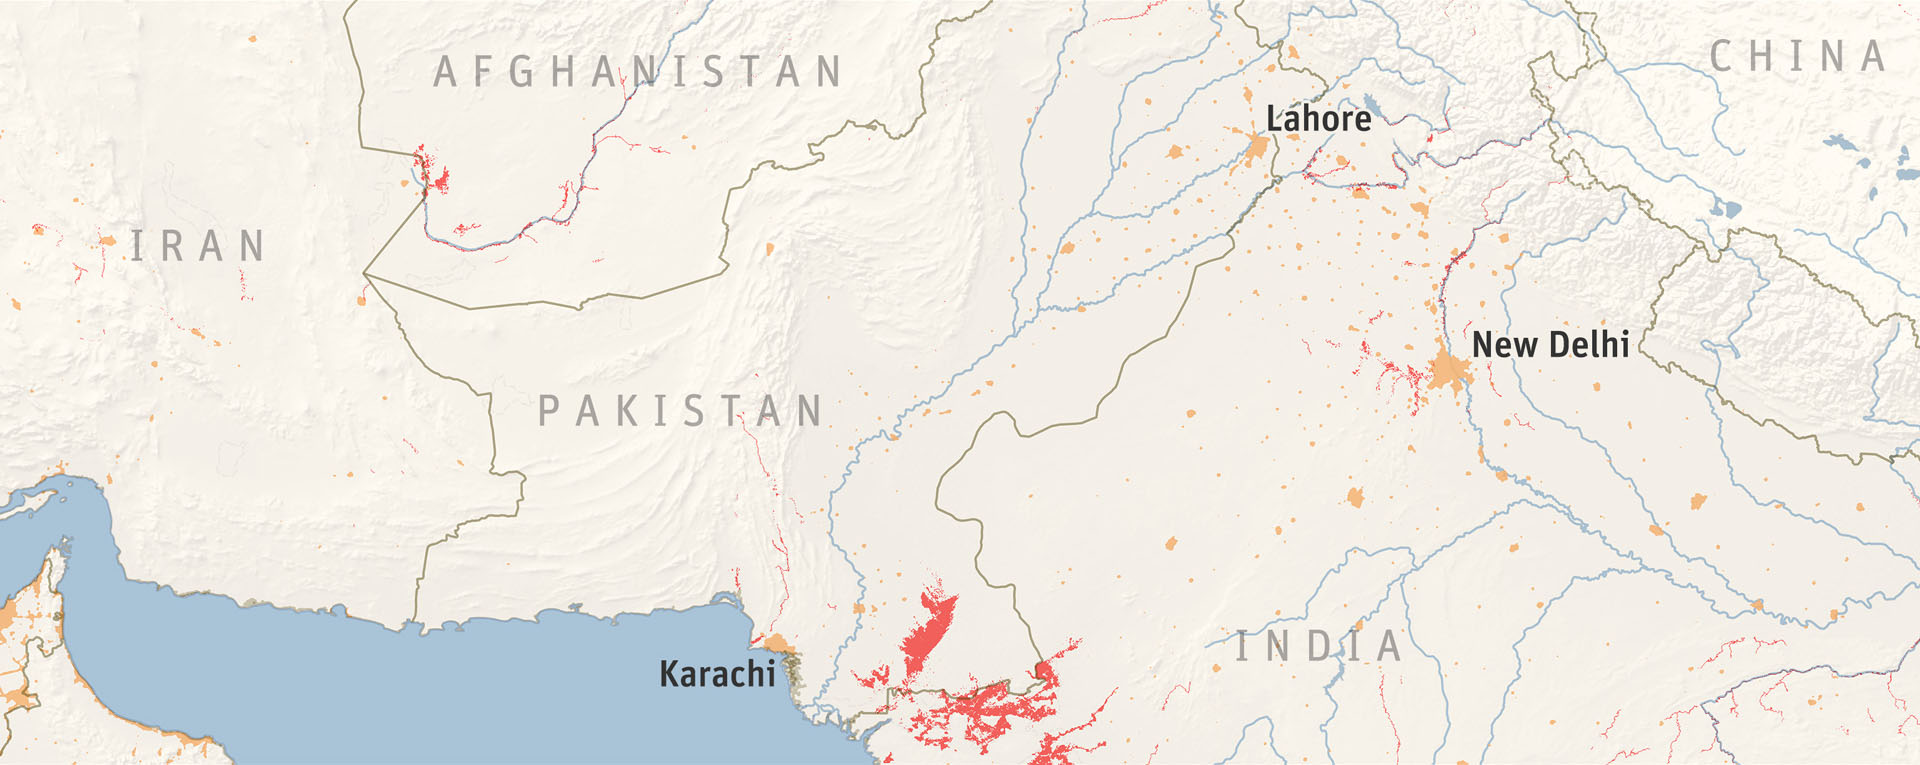 CHINA
AFGHANISTAN
Lahore
IRAN
New Delhi
PAKISTAN
INDIA
Karachi